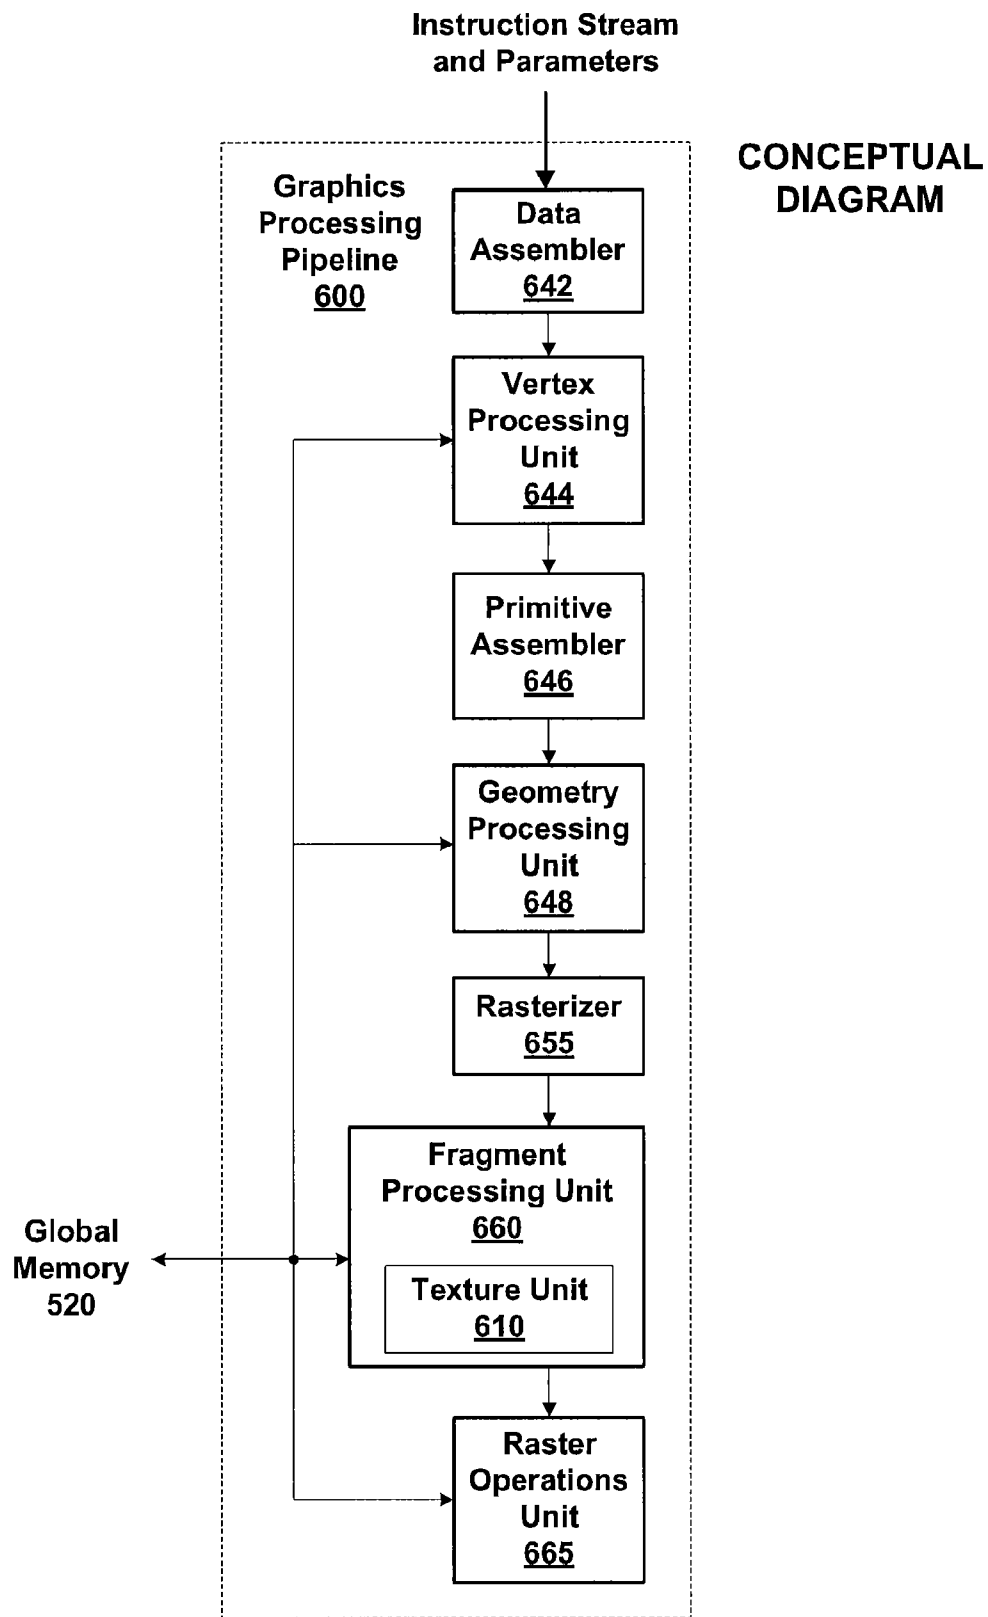 Instruction Stream
and Parameters
CONCEPTUAL
DIAGRAM
Graphics
Processing
Pipeline
600
Data
Assembler
642
Vertex
Processing
Unit
644
Primitive
Assembler
646
Geometry
Processing
Unit
648
Rasterizer
655
Fragment
Processing Unit
660
Texture Unit
610
Global
Memory
520
Raster
Operations
Unit
665